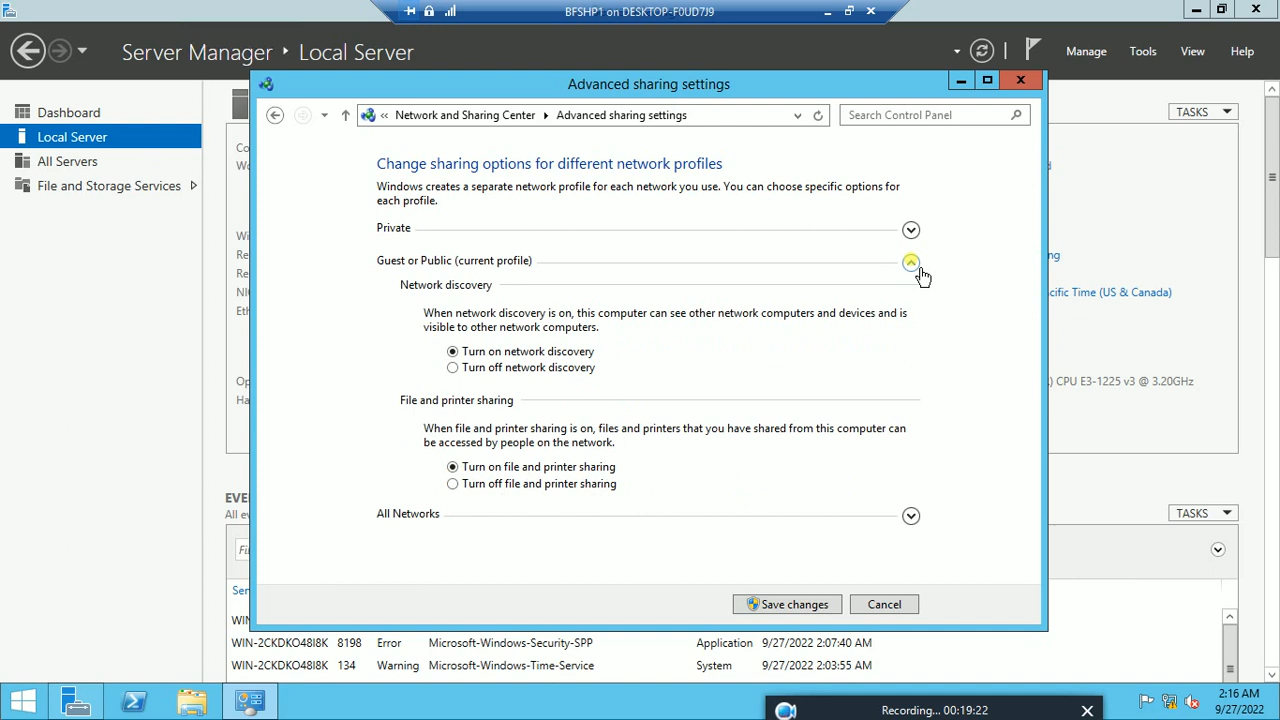 BFSHP1 on DESKTOP-F0UD7J9
Server Manager ‣ Local Server
Manage Tools View Help
Dashboard
Local Server
All Servers
File and Storage Services
TASKS
Advanced sharing settings
« Network and Sharing Center ‣ Advanced sharing settings
Search Control Panel
Change sharing options for different network profiles
Windows creates a separate network profile for each network you use. You can choose specific options for
each profile.
Private
Guest or Public (current profile)
Network discovery
When network discovery is on, this computer can see other network computers and devices and is
visible to other network computers.
Turn on network discovery
Turn off network discovery
File and printer sharing
When file and printer sharing is on, files and printers that you have shared from this computer can
be accessed by people on the network.
Turn on file and printer sharing
Turn off file and printer sharing
All Networks
Save changes Cancel
cific Time (US & Canada)
CPU E3-1225 v3 @ 3.20GHz
EVE
All e
TASKS
WIN-2CKDKO48I8K 8198 Error Microsoft-Windows-Security-SPP Application 9/27/2022 2:07:40 AM
WIN-2CKDKO48I8K 134 Warning Microsoft-Windows-Time-Service System 9/27/2022 2:03:55 AM
Recording... 00:19:22
2:16 AM
9/27/2022